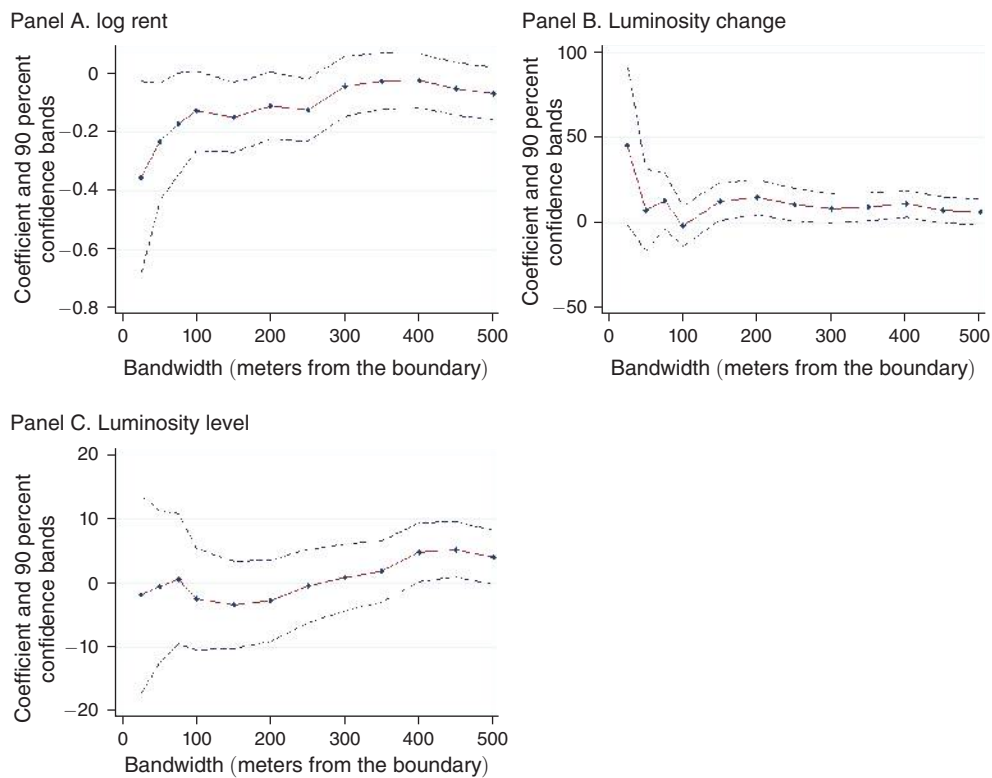 Panel A. log rent
Coefficient and 90 percent
confidence bands
0
−0.2
−0.4
−0.6
−0.8
0 100 200 300 400 500
Bandwidth (meters from the boundary)
Panel B. Luminosity change
Coefficient and 90 percent
confidence bands
100
50
0
−50
0 100 200 300 400 500
Bandwidth (meters from the boundary)
Panel C. Luminosity level
Coefficient and 90 percent
confidence bands
20
10
0
−10
−20
0 100 200 300 400 500
Bandwidth (meters from the boundary)